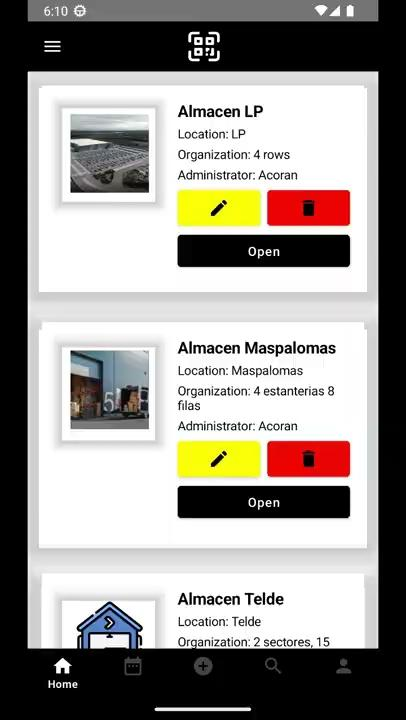 6:10
Almacen LP
Location: LP
Organization: 4 rows
Administrator: Acoran
Open
Almacen Maspalomas
Location: Maspalomas
Organization: 4 estanterias 8
filas
Administrator: Acoran
Open
Almacen Telde
Location: Telde
Organization: 2 sectores, 15
Home